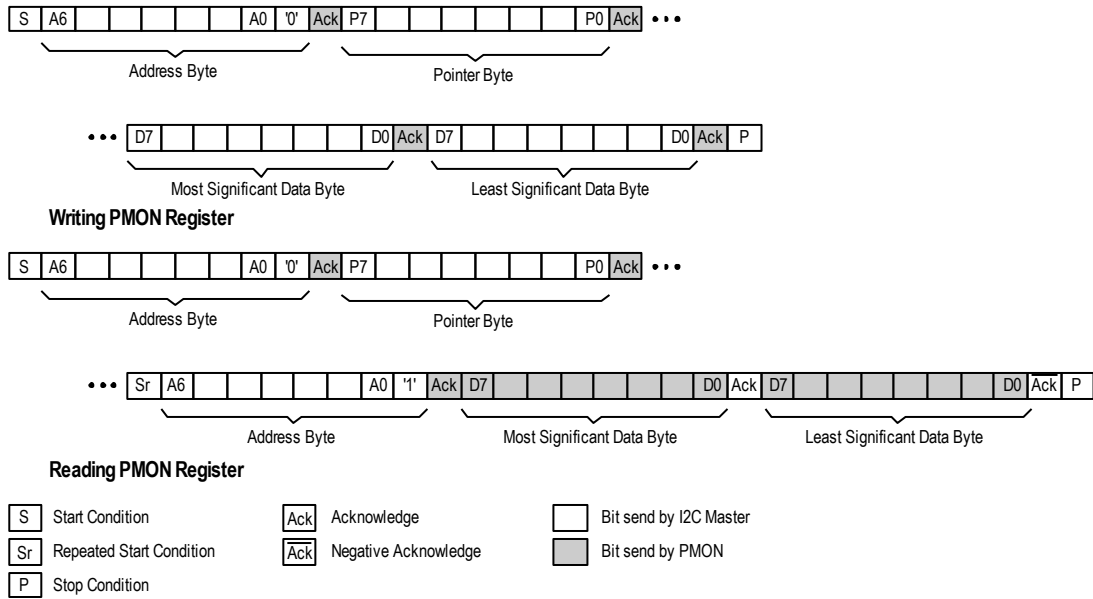 S A6 A0 '0' Ack P7 P0 Ack •••
Address Byte Pointer Byte
••• D7 D0 Ack D7 D0 Ack P
Most Significant Data Byte Least Significant Data Byte
Writing PMON Register
S A6 A0 '0' Ack P7 P0 Ack •••
Address Byte Pointer Byte
••• Sr A6 A0 '1' Ack D7 D0 Ack D7 D0 A̅c̅k̅ P
Address Byte Most Significant Data Byte Least Significant Data Byte
Reading PMON Register
S Start Condition Ack Acknowledge Bit send by I2C Master
Sr Repeated Start Condition A̅c̅k̅ Negative Acknowledge Bit send by PMON
P Stop Condition